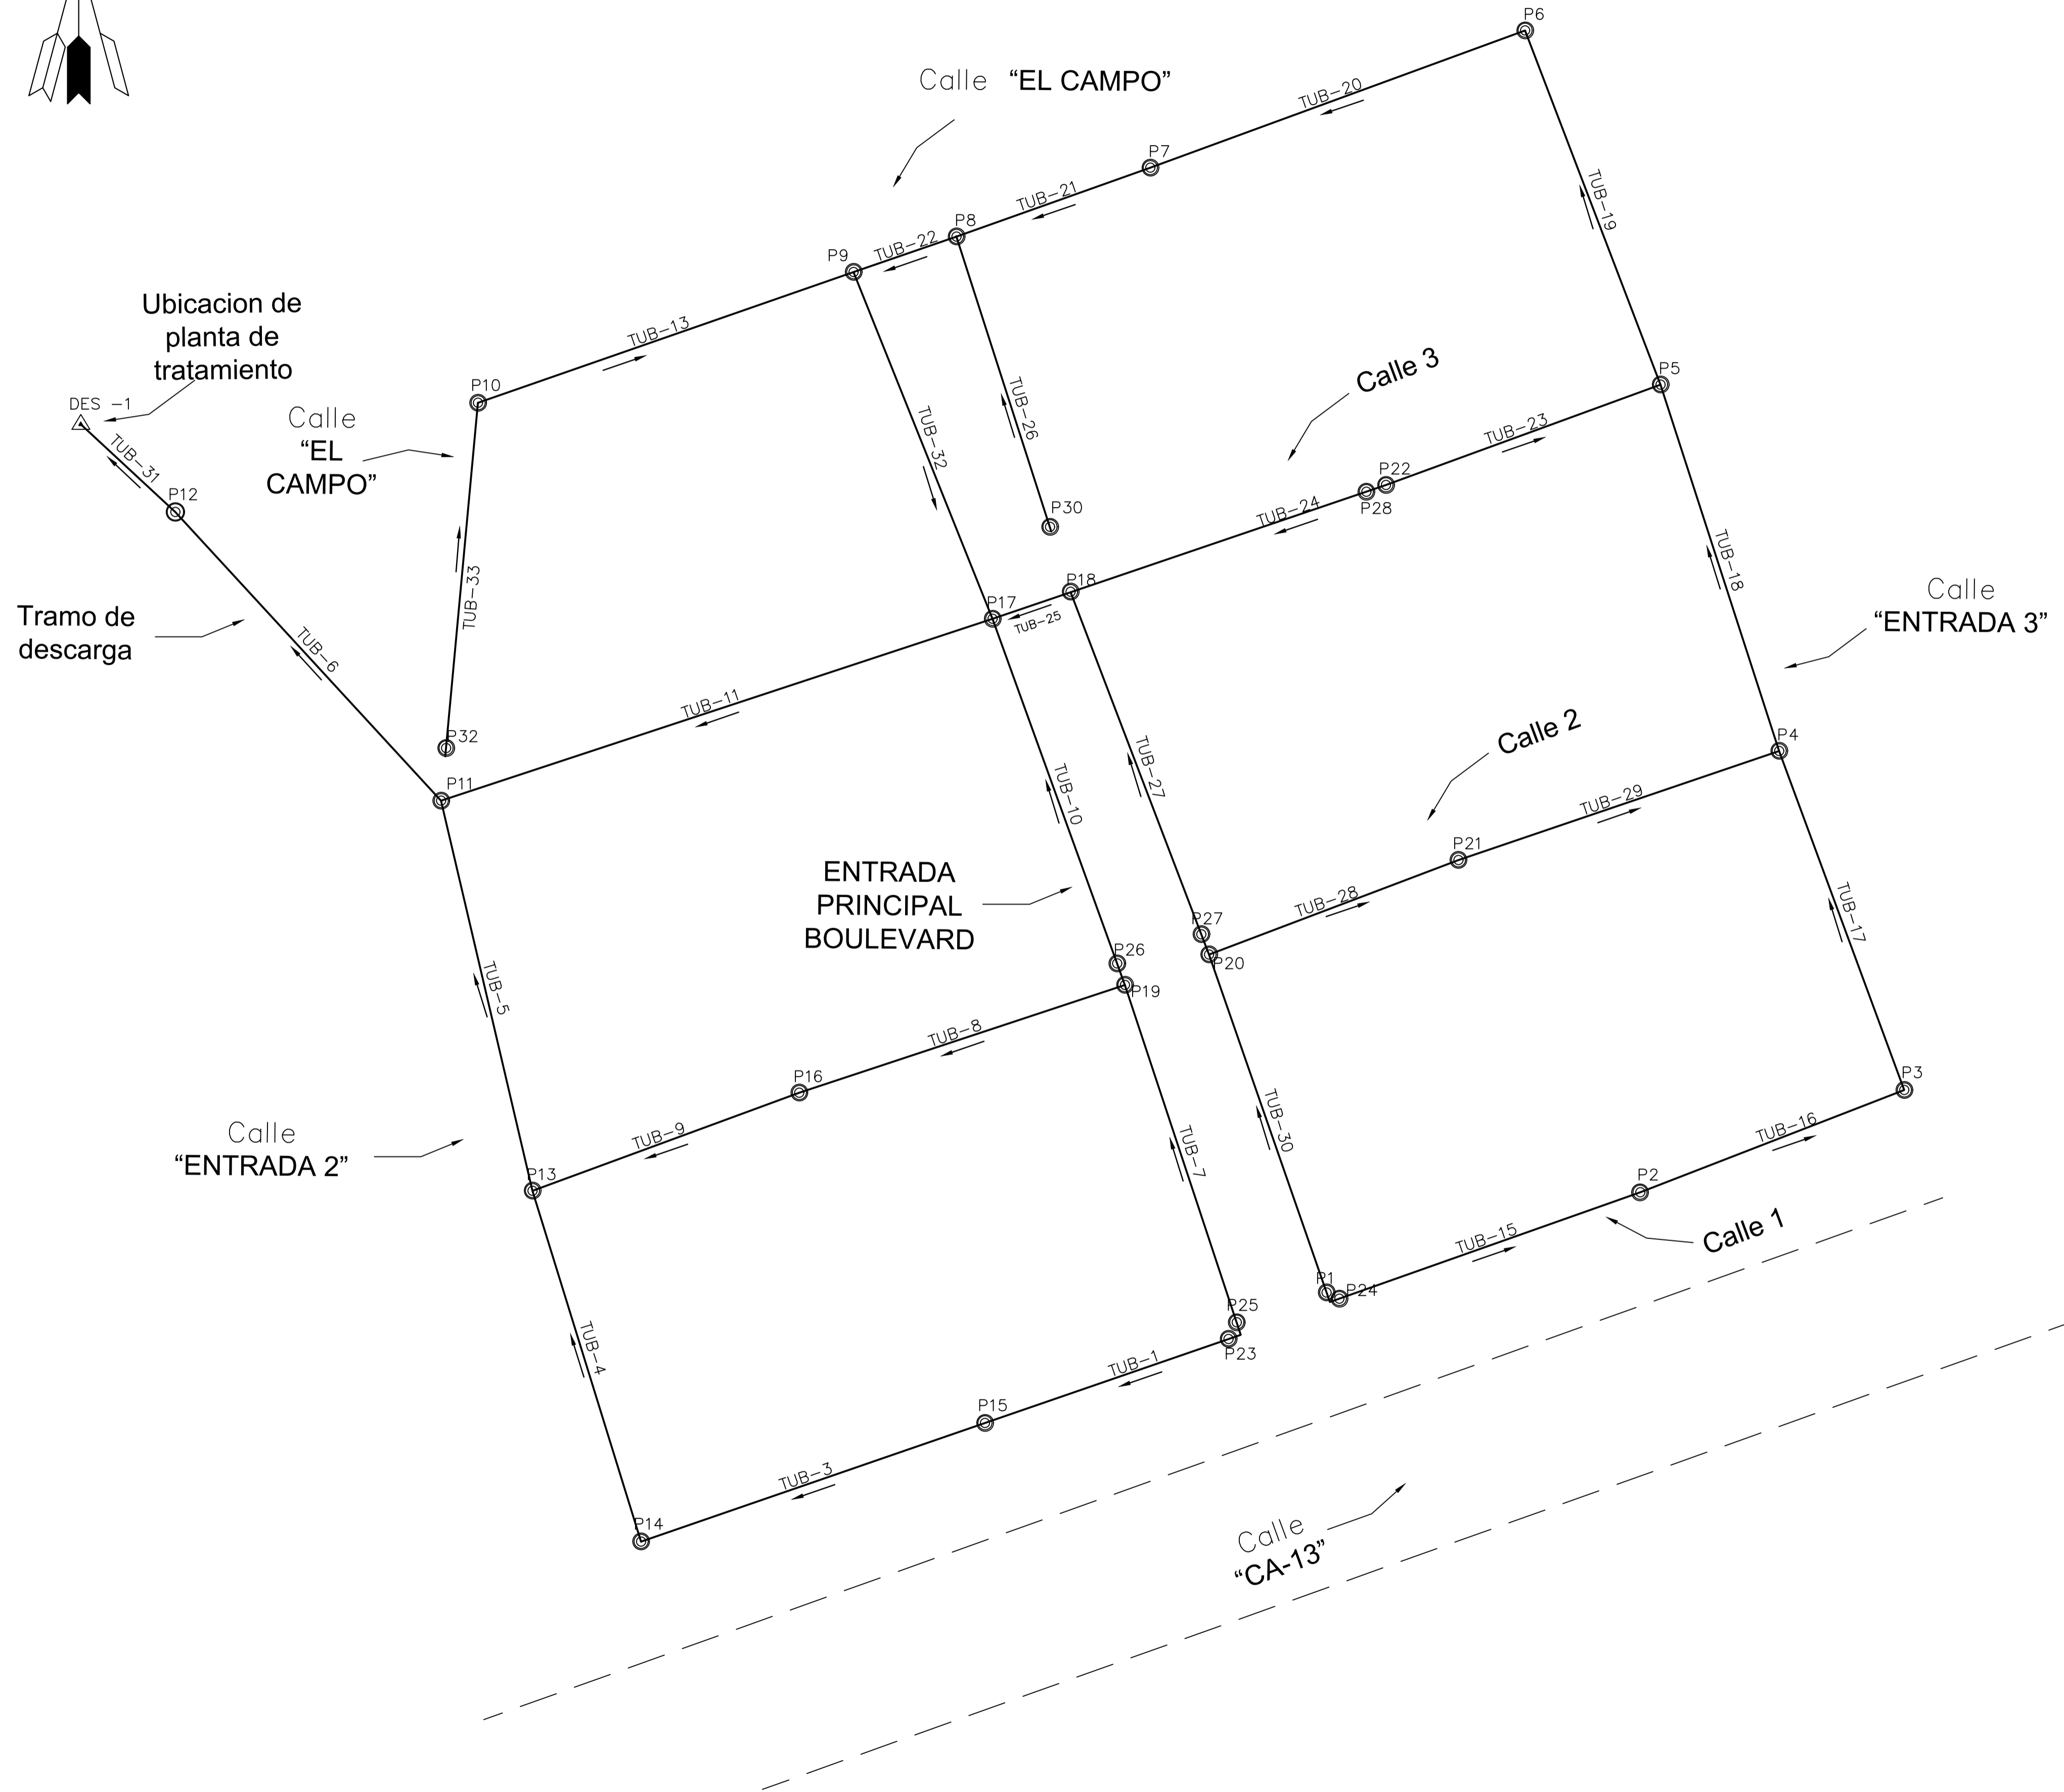 P6
Calle “EL CAMPO”
TUB-20
P7
TUB-19
TUB-21
P8
TUB-22
P9
Ubicacion de
planta de
tratamiento
TUB-13
Calle 3
P5
P10
DES -1
Calle
“EL
CAMPO”
TUB-26
TUB-32
TUB-23
TUB-31
P12
P22
P28
P30
TUB-24
TUB-18
P18
P17
TUB-25
TUB-33
Calle
“ENTRADA 3”
Tramo de
descarga
TUB-6
TUB-11
P32
Calle 2
P4
P11
TUB-27
TUB-10
TUB-29
P21
ENTRADA
PRINCIPAL
BOULEVARD
TUB-28
TUB-17
P27
P20
P26
P19
TUB-5
TUB-8
P16
P3
Calle
“ENTRADA 2”
TUB-9
TUB-30
TUB-7
TUB-16
P13
P2
Calle 1
TUB-15
P1
P24
P25
P23
TUB-4
TUB-1
P15
TUB-3
P14
Calle
“CA-13”